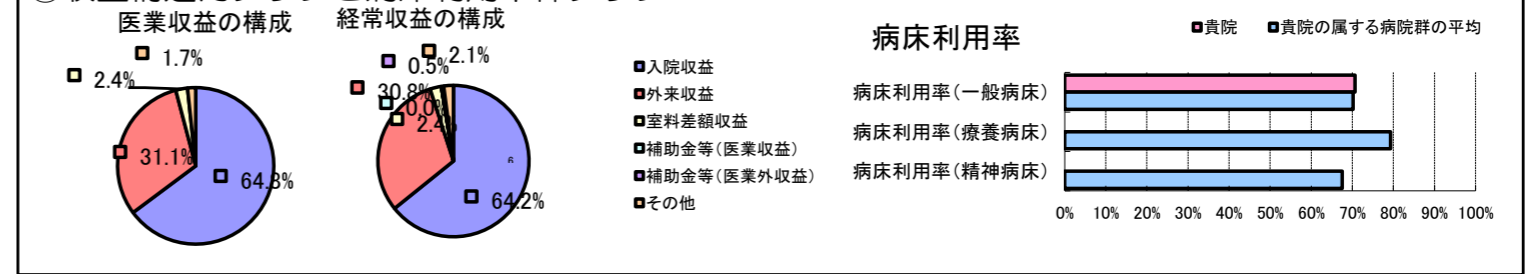 医業収益の構成
1.7%
2.4%
31.1%
64.8%
経常収益の構成
2.1%
0.5%
30.8%
0.0%
2.4%
64.2%
入院収益
外来収益
室料差額収益
補助金等(医業収益)
補助金等(医業外収益)
その他
病床利用率
貴院 貴院の属する病院群の平均
病床利用率(一般病床)
病床利用率(療養病床)
病床利用率(精神病床)
0% 10% 20% 30% 40% 50% 60% 70% 80% 90% 100%